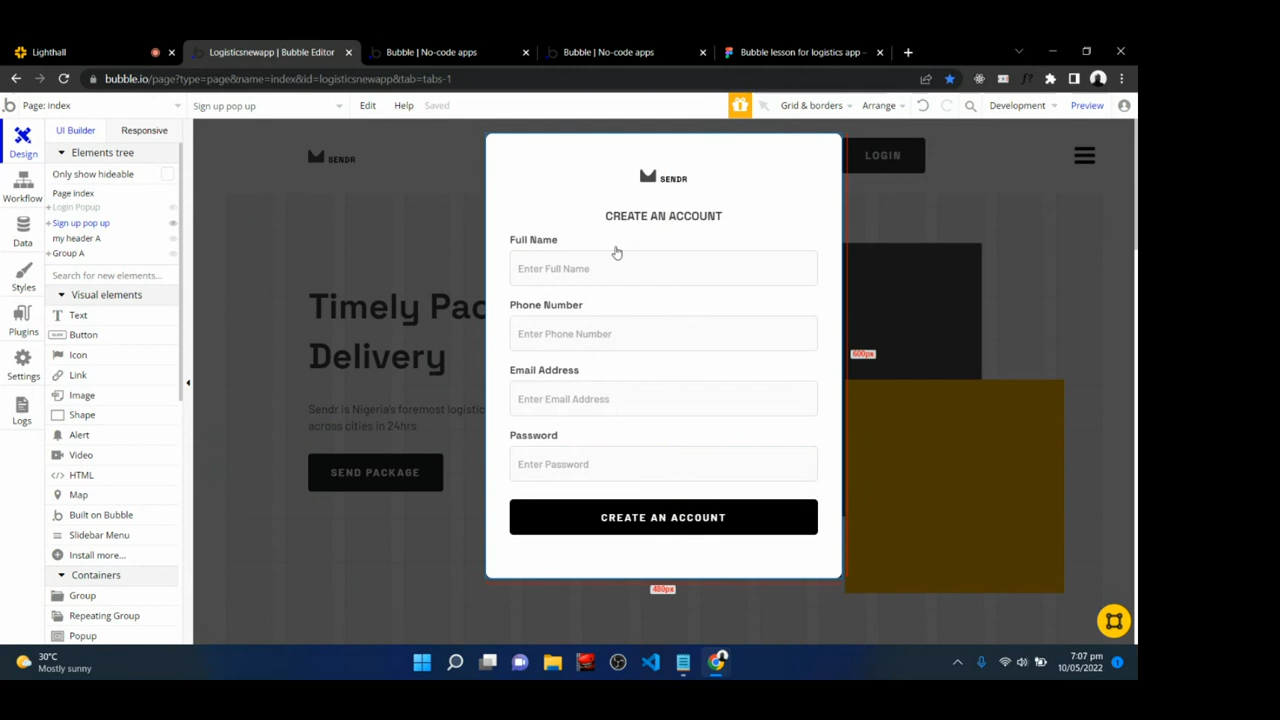 Lighthall
Logisticsnewapp | Bubble Editor
Bubble | No-code apps
Bubble | No-code apps
Bubble lesson for logistics app -
bubble.io/page?type=page&name=index&id=logisticsnewapp&tab=tabs-1
Page: index
Sign up pop up
Edit
Help
Saved
Grid & borders
Arrange
Development
Preview
Design
Workflow
Data
Styles
Plugins
Settings
Logs
UI Builder
Responsive
Elements tree
Only show hideable
Page index
Login Popup
Sign up pop up
my header A
Group A
Search for new elements...
Visual elements
Text
Button
Icon
Link
Image
Shape
Alert
Video
</> HTML
Map
Built on Bubble
Slidebar Menu
Install more...
Containers
Group
Repeating Group
Popup
SENDR
LOGIN
Timely Pac
Delivery
Sendr is Nigeria's foremost logistic
across cities in 24hrs
SEND PACKAGE
SENDR
CREATE AN ACCOUNT
Full Name
Enter Full Name
Phone Number
Enter Phone Number
Email Address
Enter Email Address
Password
Enter Password
CREATE AN ACCOUNT
600px
480px
30°C
Mostly sunny
7:07 pm
10/05/2022
1